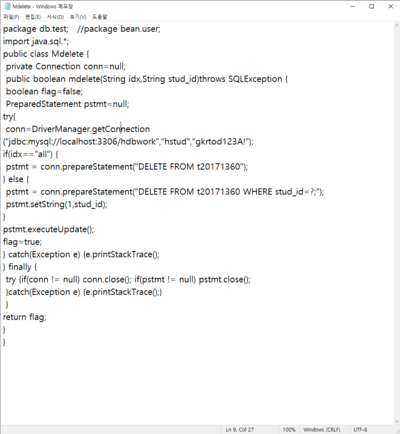 Mdelete - Windows 메모장
파일(F) 편집(E) 서식(O) 보기(V) 도움말
package db.test;   //package bean.user;
import java.sql.*;
public class Mdelete {
 private Connection conn=null;
 public boolean mdelete(String idx,String stud_id)throws SQLException {
 boolean flag=false;
 PreparedStatement pstmt=null;
try{
 conn=DriverManager.getConnection
("jdbc:mysql://localhost:3306/hdbwork","hstud","gkrtod123A!");
if(idx=="all") {
 pstmt = conn.prepareStatement("DELETE FROM t20171360");
} else {
 pstmt = conn.prepareStatement("DELETE FROM t20171360 WHERE stud_id=?;");
 pstmt.setString(1,stud_id);
}
pstmt.executeUpdate();
flag=true;
} catch(Exception e) {e.printStackTrace();
} finally {
 try {if(conn != null) conn.close(); if(pstmt != null) pstmt.close();
 }catch(Exception e) {e.printStackTrace();}
 }
return flag;
}
}
Ln 9, Col 27 100% Windows (CRLF) UTF-8